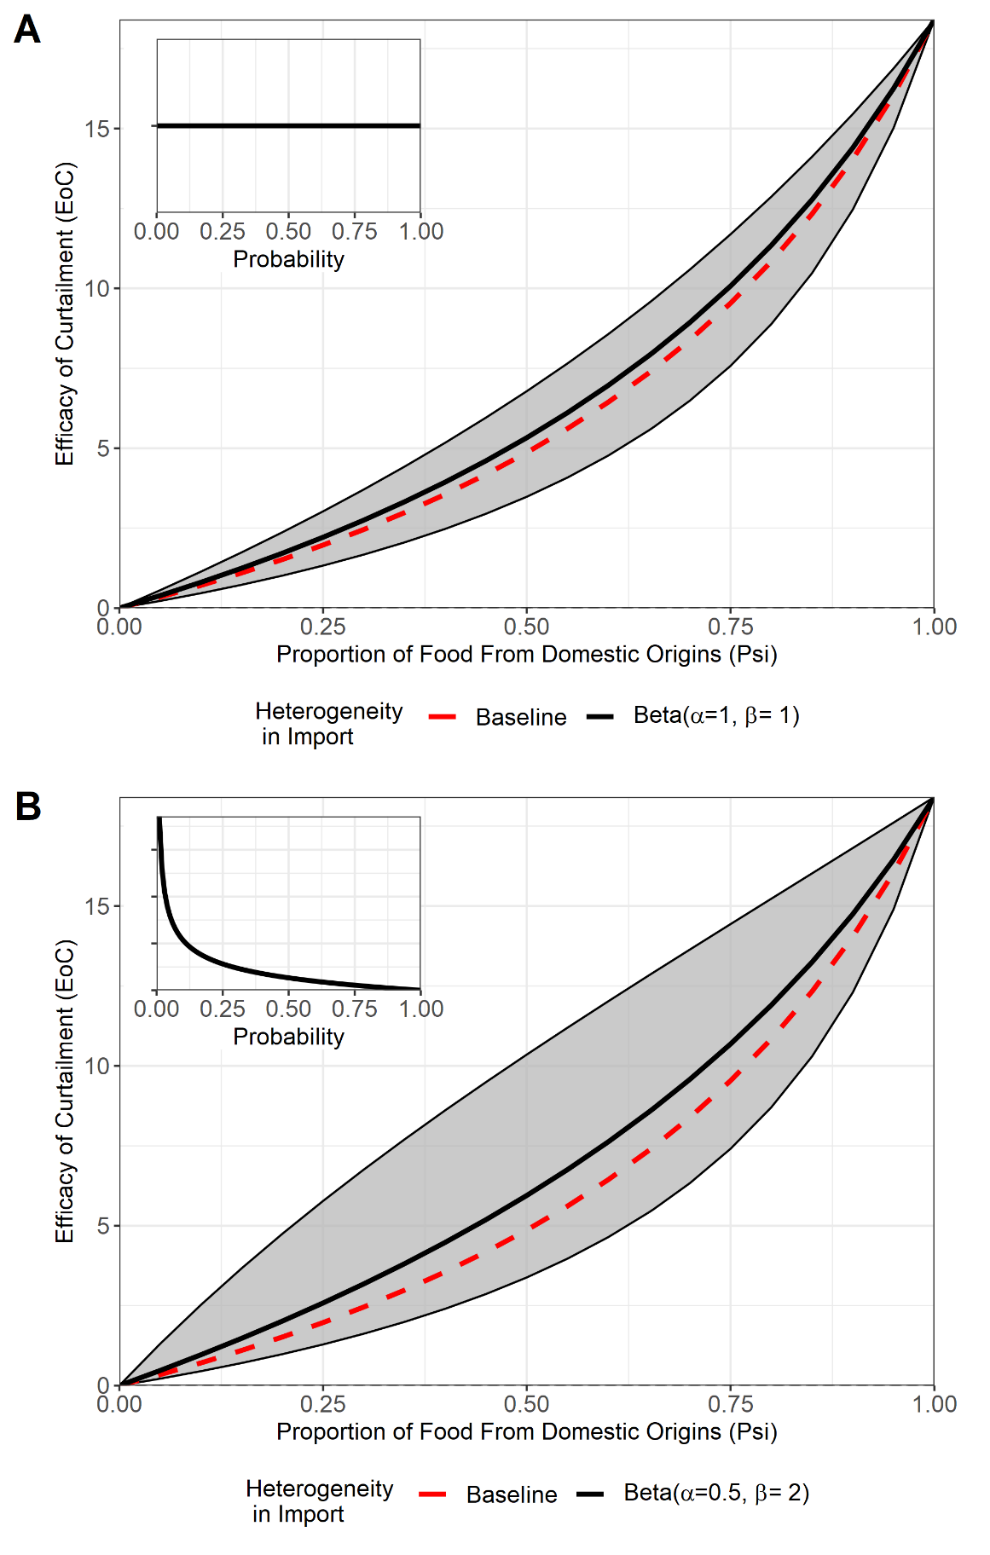 A
Efficacy of Curtailment (EoC)
15
10
5
0
0.00 0.25 0.50 0.75 1.00
Probability
0.00 0.25 0.50 0.75 1.00
Proportion of Food From Domestic Origins (Psi)
Heterogeneity
in Import
Baseline
Beta(α=1, β= 1)
B
Efficacy of Curtailment (EoC)
15
10
5
0
0.00 0.25 0.50 0.75 1.00
Probability
0.00 0.25 0.50 0.75 1.00
Proportion of Food From Domestic Origins (Psi)
Heterogeneity
in Import
Baseline
Beta(α=0.5, β= 2)